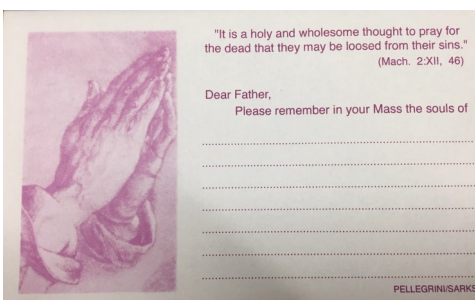 "It is a holy and wholesome thought to pray for
the dead that they may be loosed from their sins."
(Mach. 2:XII, 46)
Dear Father,
Please remember in your Mass the souls of
PELLEGRINI/SARKS